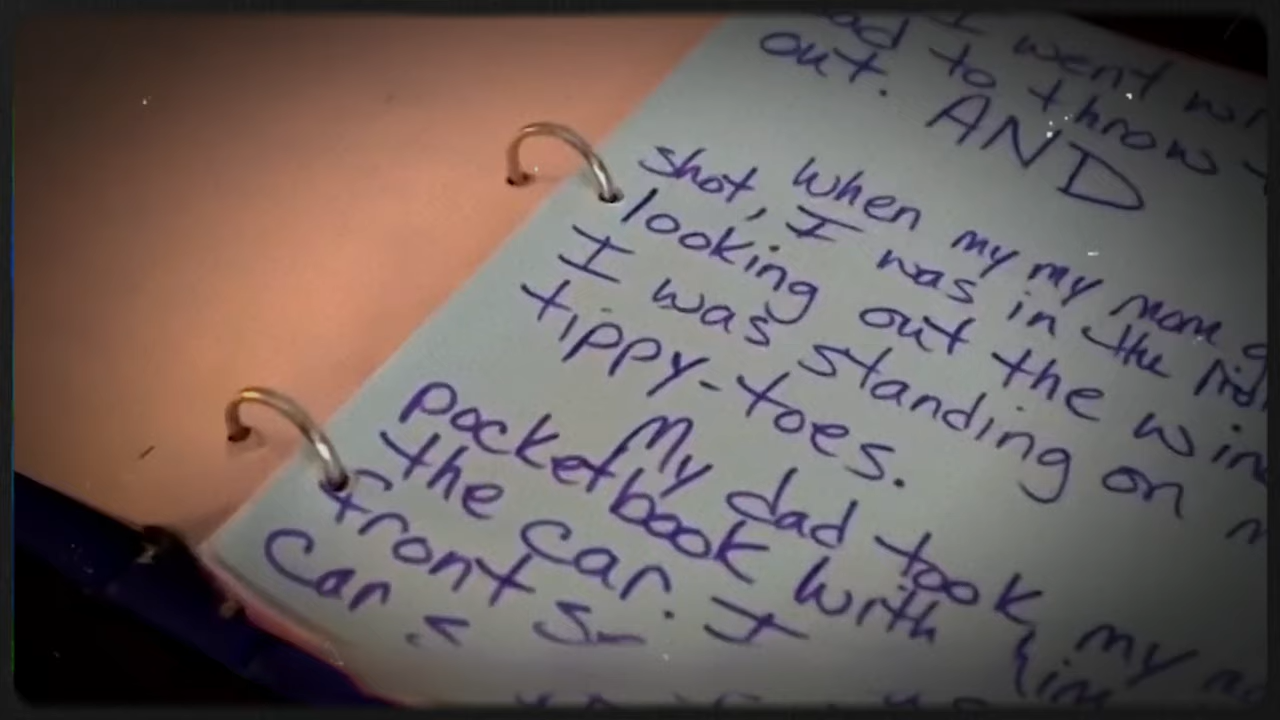 I went
to throw
out. AND
when my my mom
shot, I was in the
looking out the
I was standing on
tippy-toes.
My dad took my
pocketbook with him
the car. I
front
Car